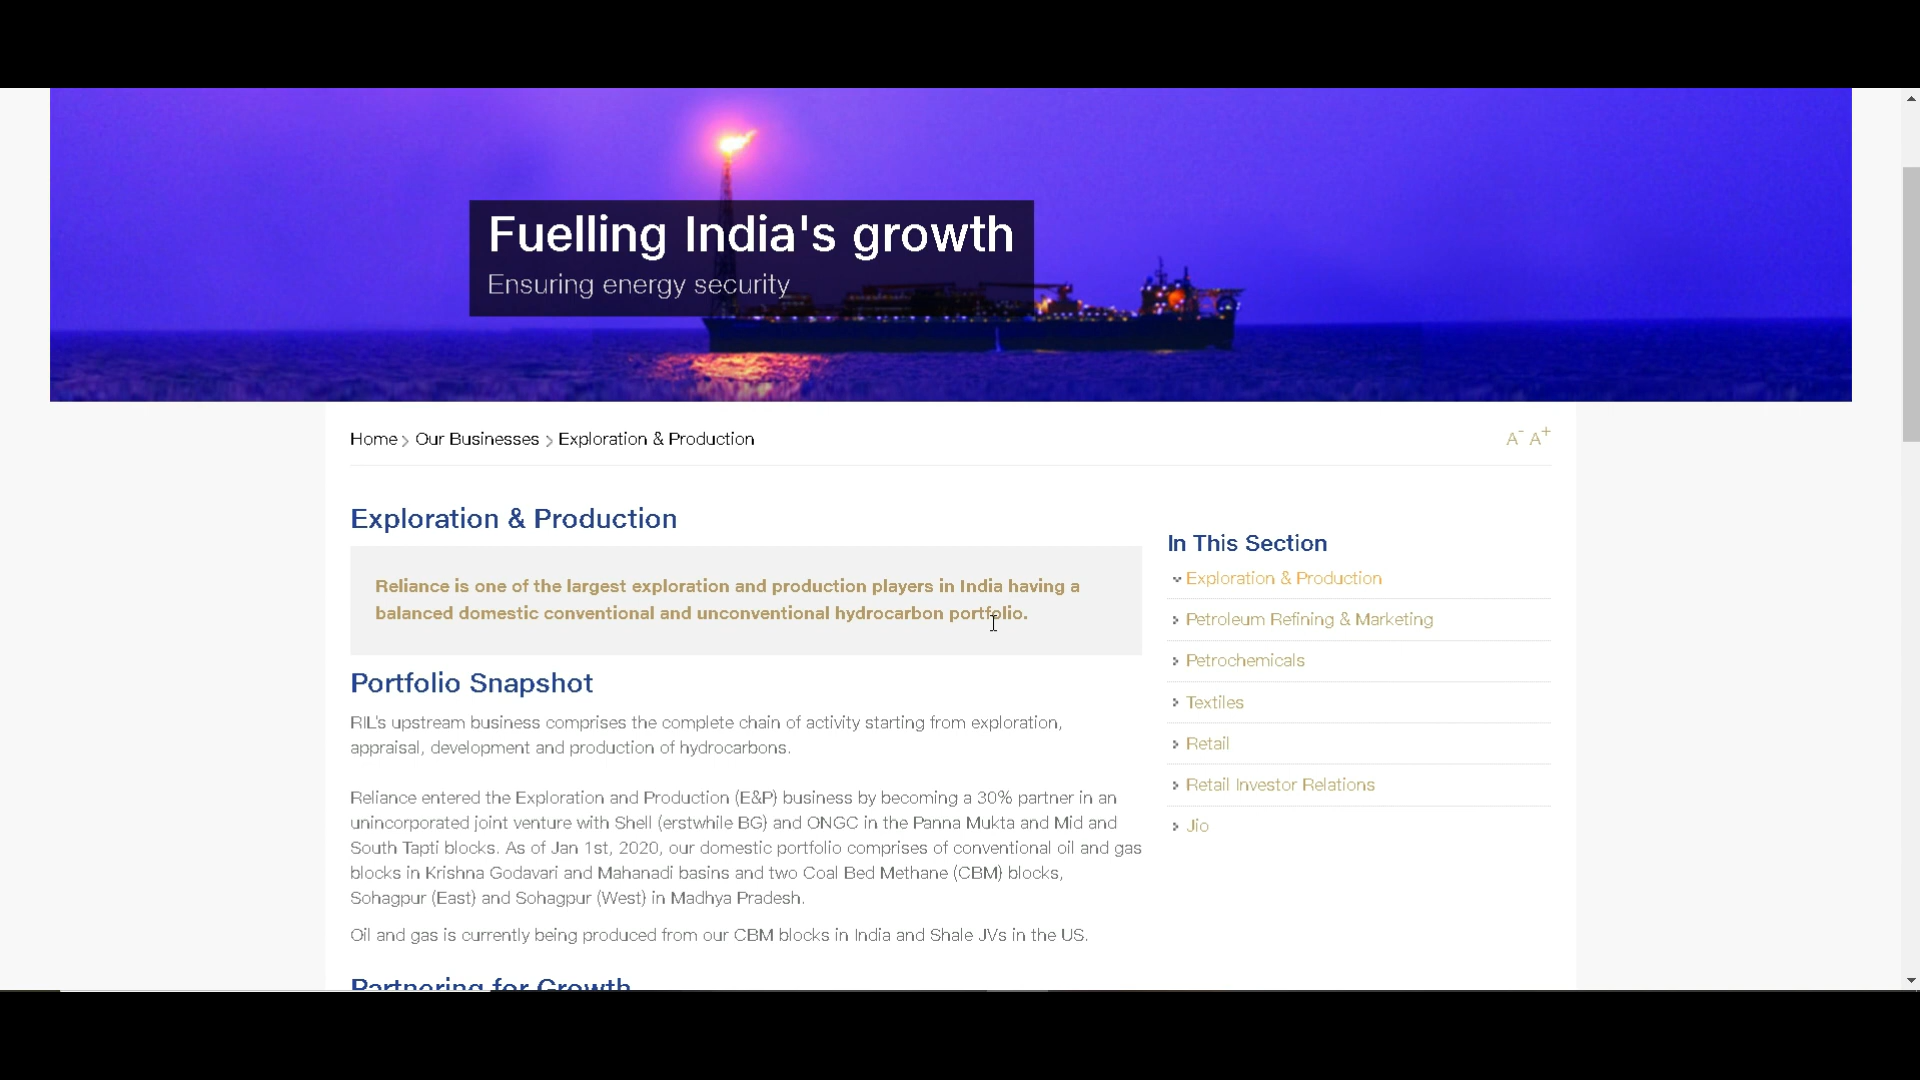 Fuelling India's growth
Ensuring energy security
Home > Our Businesses > Exploration & Production
A- A+
Exploration & Production
Reliance is one of the largest exploration and production players in India having a
balanced domestic conventional and unconventional hydrocarbon portfolio.
Portfolio Snapshot
RIL's upstream business comprises the complete chain of activity starting from exploration,
appraisal, development and production of hydrocarbons.
Reliance entered the Exploration and Production (E&P) business by becoming a 30% partner in an
unincorporated joint venture with Shell (erstwhile BG) and ONGC in the Panna Mukta and Mid and
South Tapti blocks. As of Jan 1st, 2020, our domestic portfolio comprises of conventional oil and gas
blocks in Krishna Godavari and Mahanadi basins and two Coal Bed Methane (CBM) blocks,
Sohagpur (East) and Sohagpur (West) in Madhya Pradesh.
Oil and gas is currently being produced from our CBM blocks in India and Shale JVs in the US.
Partnering for Growth
In This Section
Exploration & Production
Petroleum Refining & Marketing
Petrochemicals
Textiles
Retail
Retail Investor Relations
Jio